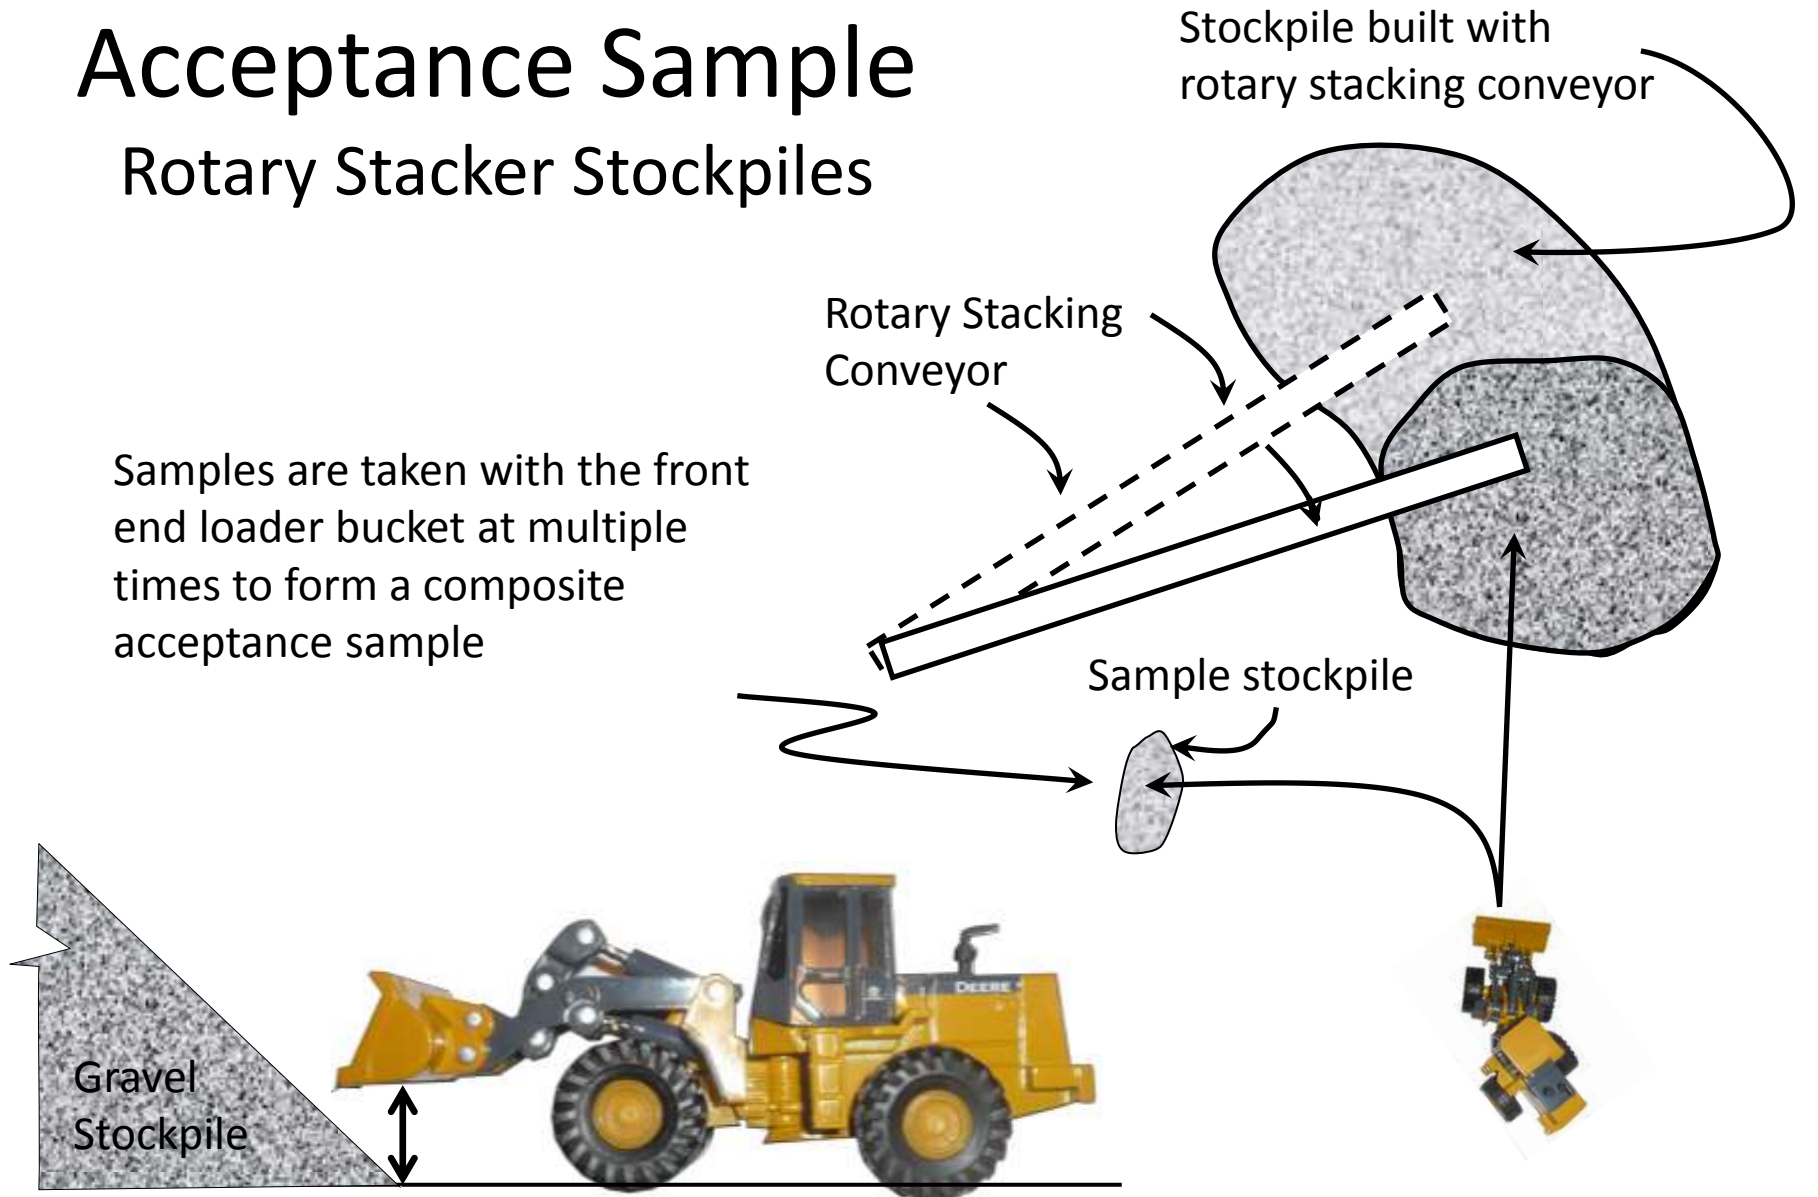 Acceptance Sample
Rotary Stacker Stockpiles
Stockpile built with
rotary stacking conveyor
Rotary Stacking
Conveyor
Samples are taken with the front
end loader bucket at multiple
times to form a composite
acceptance sample
Sample stockpile
DEERE
Gravel
Stockpile